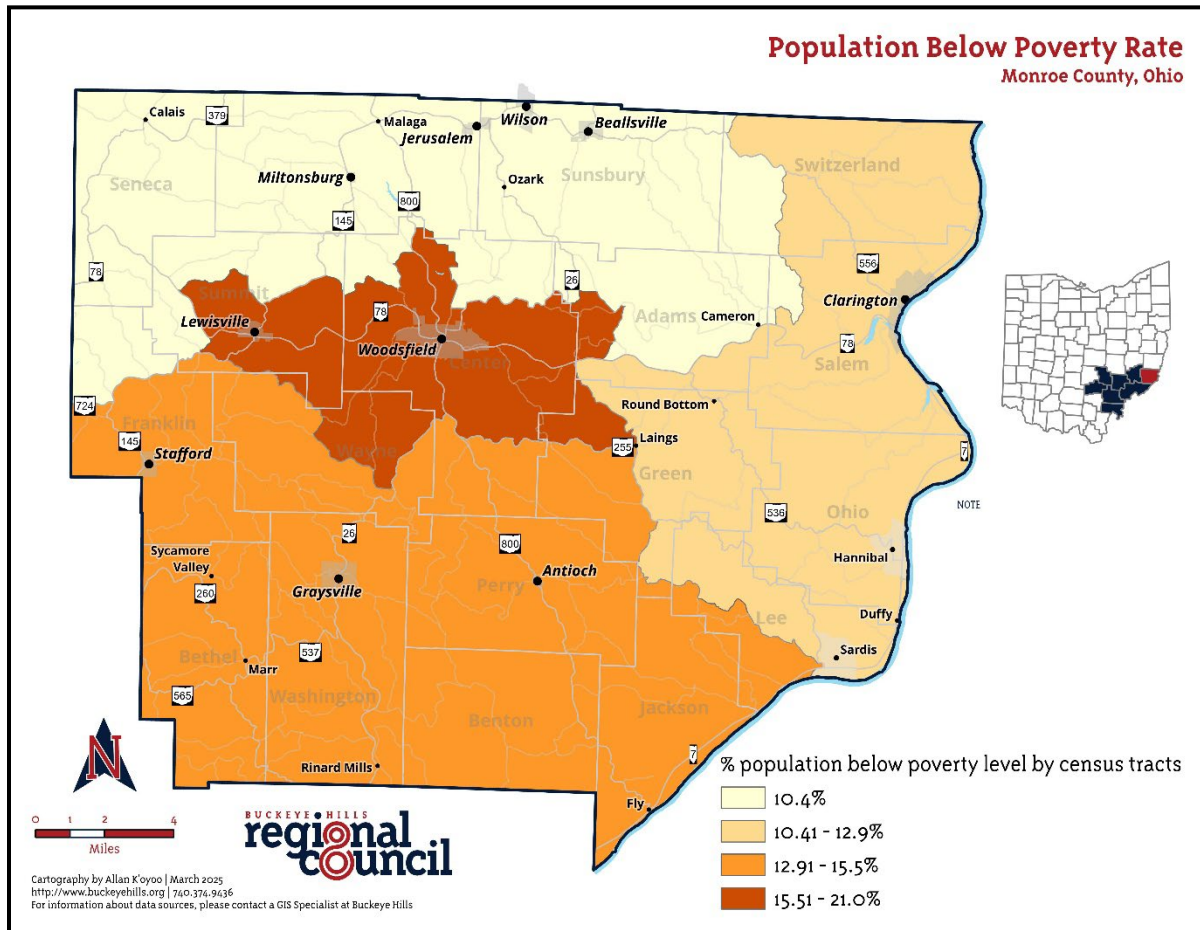 Population Below Poverty Rate
Monroe County, Ohio
Calais
379
Malaga
Jerusalem
Wilson
Beallsville
Switzerland
Seneca
Miltonsburg
Ozark
Sunsbury
800
145
78
26
556
Summit
Clarington
Lewisville
78
Adams
Cameron
Woodsfield
Center
78
Salem
724
Round Bottom
Franklin
145
255
Laings
Stafford
Wayne
Green
7
NOTE
26
536
Ohio
800
Hannibal
Sycamore
Valley
Antioch
260
Graysville
Perry
Duffy
Lee
537
Sardis
Bethel
Marr
565
Washington
Benton
Jackson
7
Rinard Mills
Fly
N
0 1 2 4
Miles
BUCKEYE HILLS
regional
council
Cartography by Allan K'oyoo | March 2025
http://www.buckeyehills.org | 740.374.9436
For information about data sources, please contact a GIS Specialist at Buckeye Hills
% population below poverty level by census tracts
10.4%
10.41 - 12.9%
12.91 - 15.5%
15.51 - 21.0%